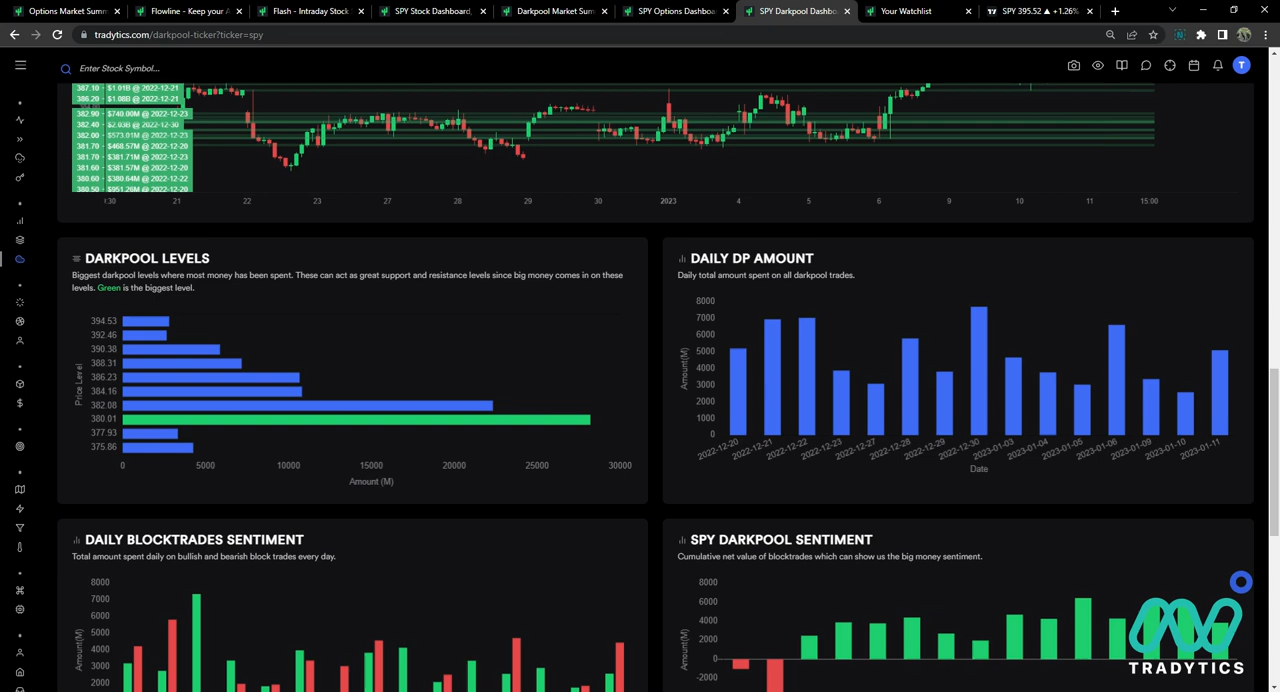 Options Market Summ
Flowline - Keep your A
Flash - Intraday Stock
SPY Stock Dashboard,
Darkpool Market Sum
SPY Options Dashboa
SPY Darkpool Dashbo
Your Watchlist
SPY 395.52 ▲ +1.26%
tradytics.com/darkpool-ticker?ticker=spy
Enter Stock Symbol...
T
387.10 - $1.01B @ 2022-12-21
386.20 - $1.08B @ 2022-12-21
382.90 - $740.00M @ 2022-12-23
382.40 - $2.03B @ 2022-12-30
382.00 - $573.01M @ 2022-12-23
381.70 - $468.57M @ 2022-12-20
381.70 - $381.71M @ 2022-12-23
381.60 - $381.57M @ 2022-12-20
380.60 - $380.64M @ 2022-12-22
380.50 - $951.26M @ 2022-12-20
:30 21 22 23 27 28 29 30 2023 4 5 6 9 10 11 15:00
DARKPOOL LEVELS
Biggest darkpool levels where most money has been spent. These can act as great support and resistance levels since big money comes in on these
levels. Green is the biggest level.
Price Level
394.53
392.46
390.38
388.31
386.23
384.16
382.08
380.01
377.93
375.86
0 5000 10000 15000 20000 25000 30000
Amount (M)
DAILY DP AMOUNT
Daily total amount spent on all darkpool trades.
Amount(M)
8000
7000
6000
5000
4000
3000
2000
1000
0
2022-12-20 2022-12-21 2022-12-22 2022-12-23 2022-12-27 2022-12-28 2022-12-29 2022-12-30 2023-01-03 2023-01-04 2023-01-05 2023-01-06 2023-01-09 2023-01-10 2023-01-11
Date
DAILY BLOCKTRADES SENTIMENT
Total amount spent daily on bullish and bearish block trades every day.
Amount(M)
8000
7000
6000
5000
4000
3000
2000
SPY DARKPOOL SENTIMENT
Cumulative net value of blocktrades which can show us the big money sentiment.
Amount(M)
8000
6000
4000
2000
0
-2000
TRADYTICS